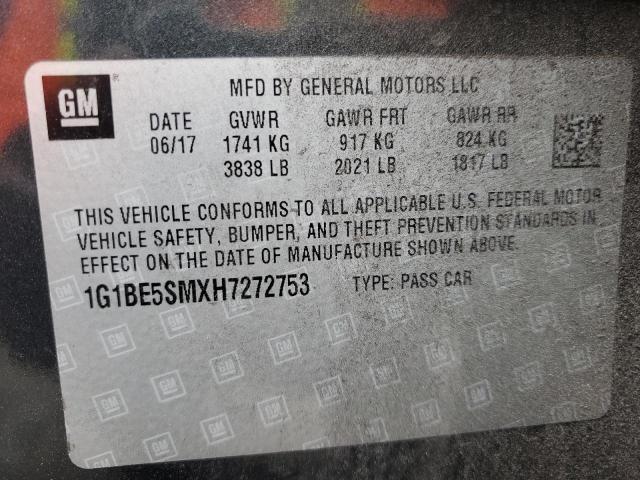 GM
MFD BY GENERAL MOTORS LLC
DATE GVWR GAWR FRT GAWR RR
06/17 1741 KG 917 KG 824 KG
3838 LB 2021 LB 1817 LB
THIS VEHICLE CONFORMS TO ALL APPLICABLE U.S. FEDERAL MOTOR
VEHICLE SAFETY, BUMPER, AND THEFT PREVENTION STANDARDS IN
EFFECT ON THE DATE OF MANUFACTURE SHOWN ABOVE.
1G1BE5SMXH7272753 TYPE: PASS CAR